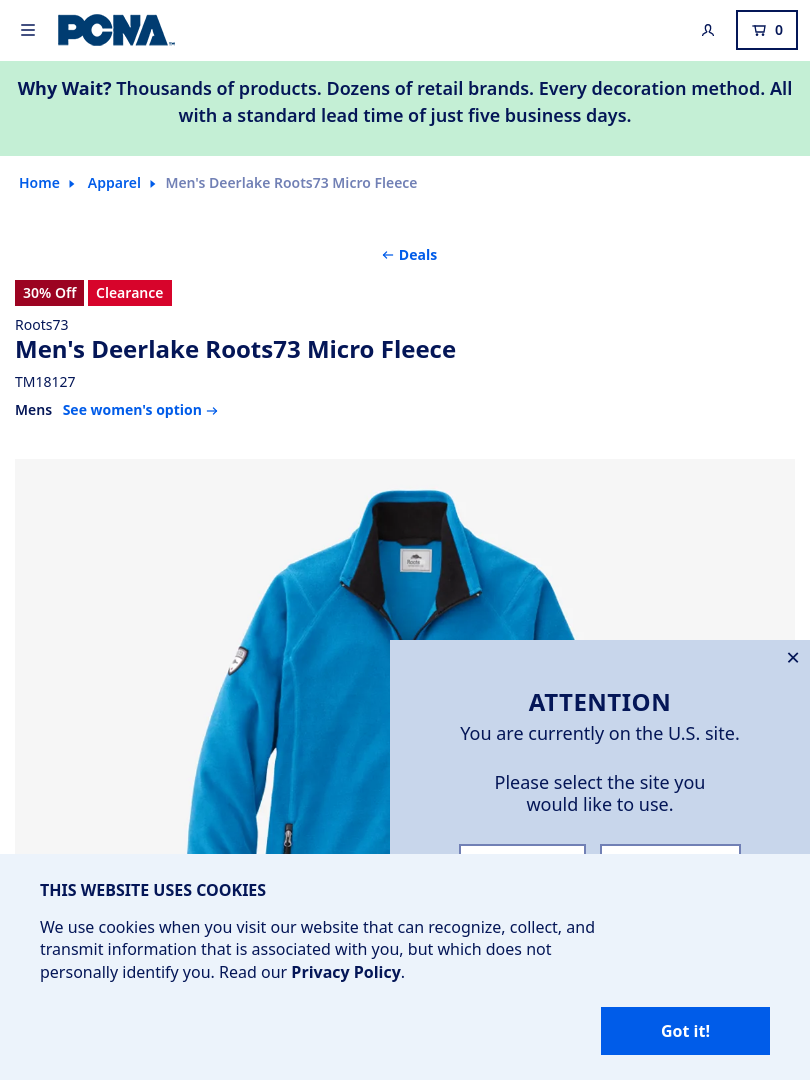 PCNA
0
Why Wait? Thousands of products. Dozens of retail brands. Every decoration method. All
with a standard lead time of just five business days.
Home
Apparel
Men's Deerlake Roots73 Micro Fleece
← Deals
30% Off
Clearance
Roots73
Men's Deerlake Roots73 Micro Fleece
TM18127
Mens See women's option →
Roots
ATTENTION
You are currently on the U.S. site.
Please select the site you
would like to use.
THIS WEBSITE USES COOKIES
We use cookies when you visit our website that can recognize, collect, and
transmit information that is associated with you, but which does not
personally identify you. Read our Privacy Policy.
Got it!